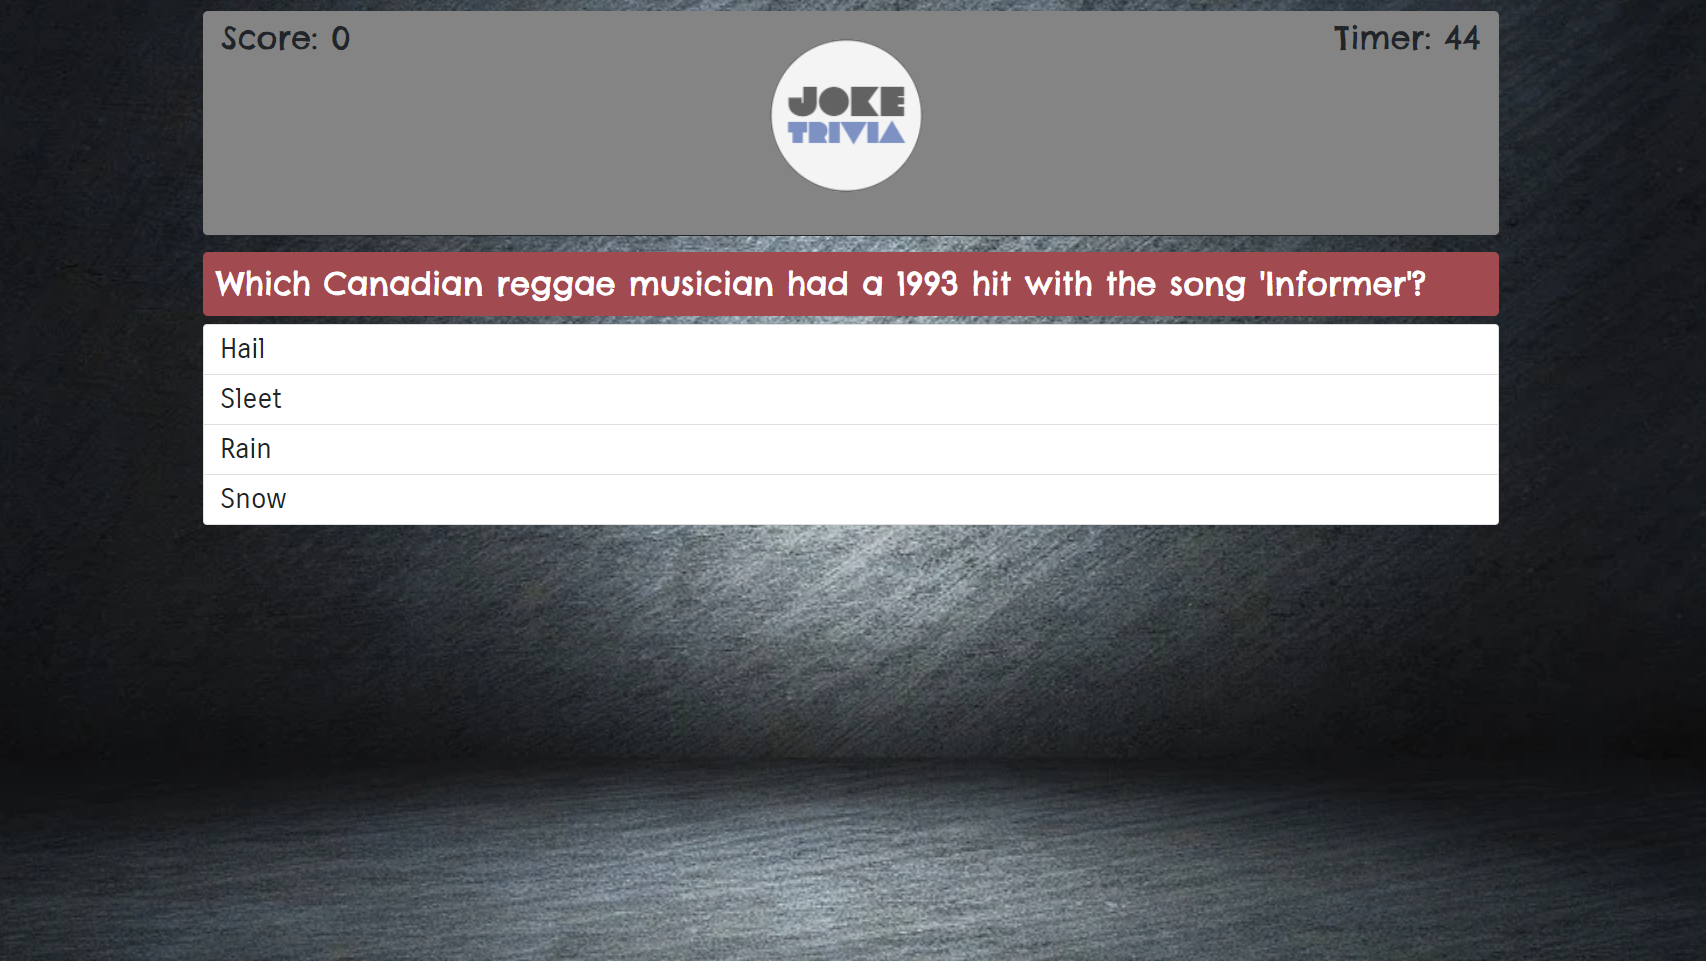 Score: 0
Timer: 44
JOKE
TRIVIA
Which Canadian reggae musician had a 1993 hit with the song 'Informer'?
Hail
Sleet
Rain
Snow